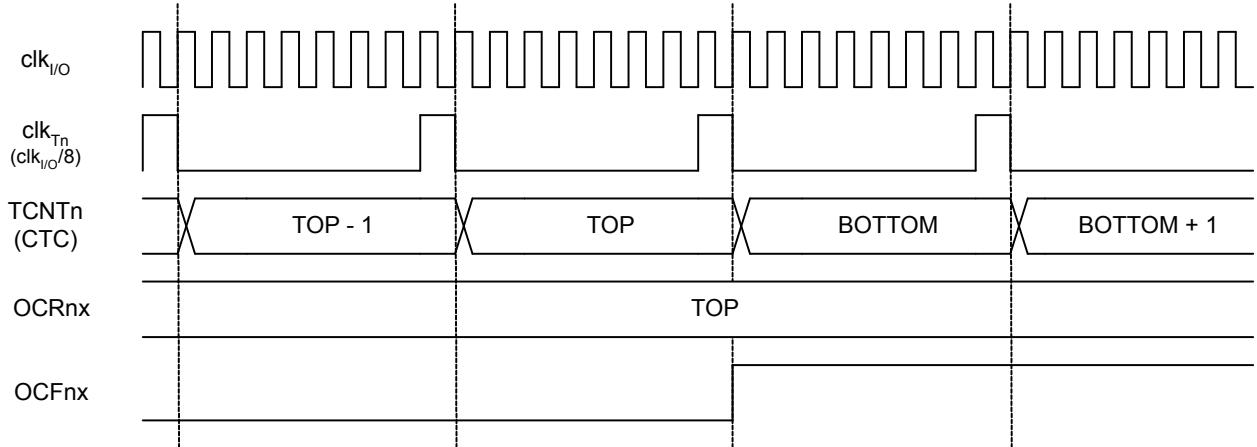 clkI/O
clkTn
(clkI/O/8)
TCNTn
(CTC)
TOP - 1
TOP
BOTTOM
BOTTOM + 1
OCRnx
TOP
OCFnx